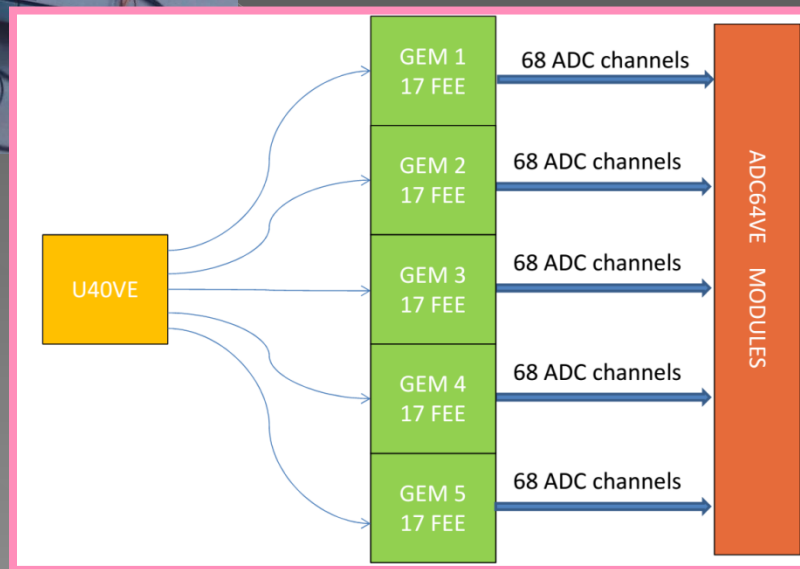 GEM 1
17 FEE
68 ADC channels
GEM 2
17 FEE
68 ADC channels
U40VE
GEM 3
17 FEE
68 ADC channels
GEM 4
17 FEE
68 ADC channels
GEM 5
17 FEE
68 ADC channels
ADC64VE MODULES